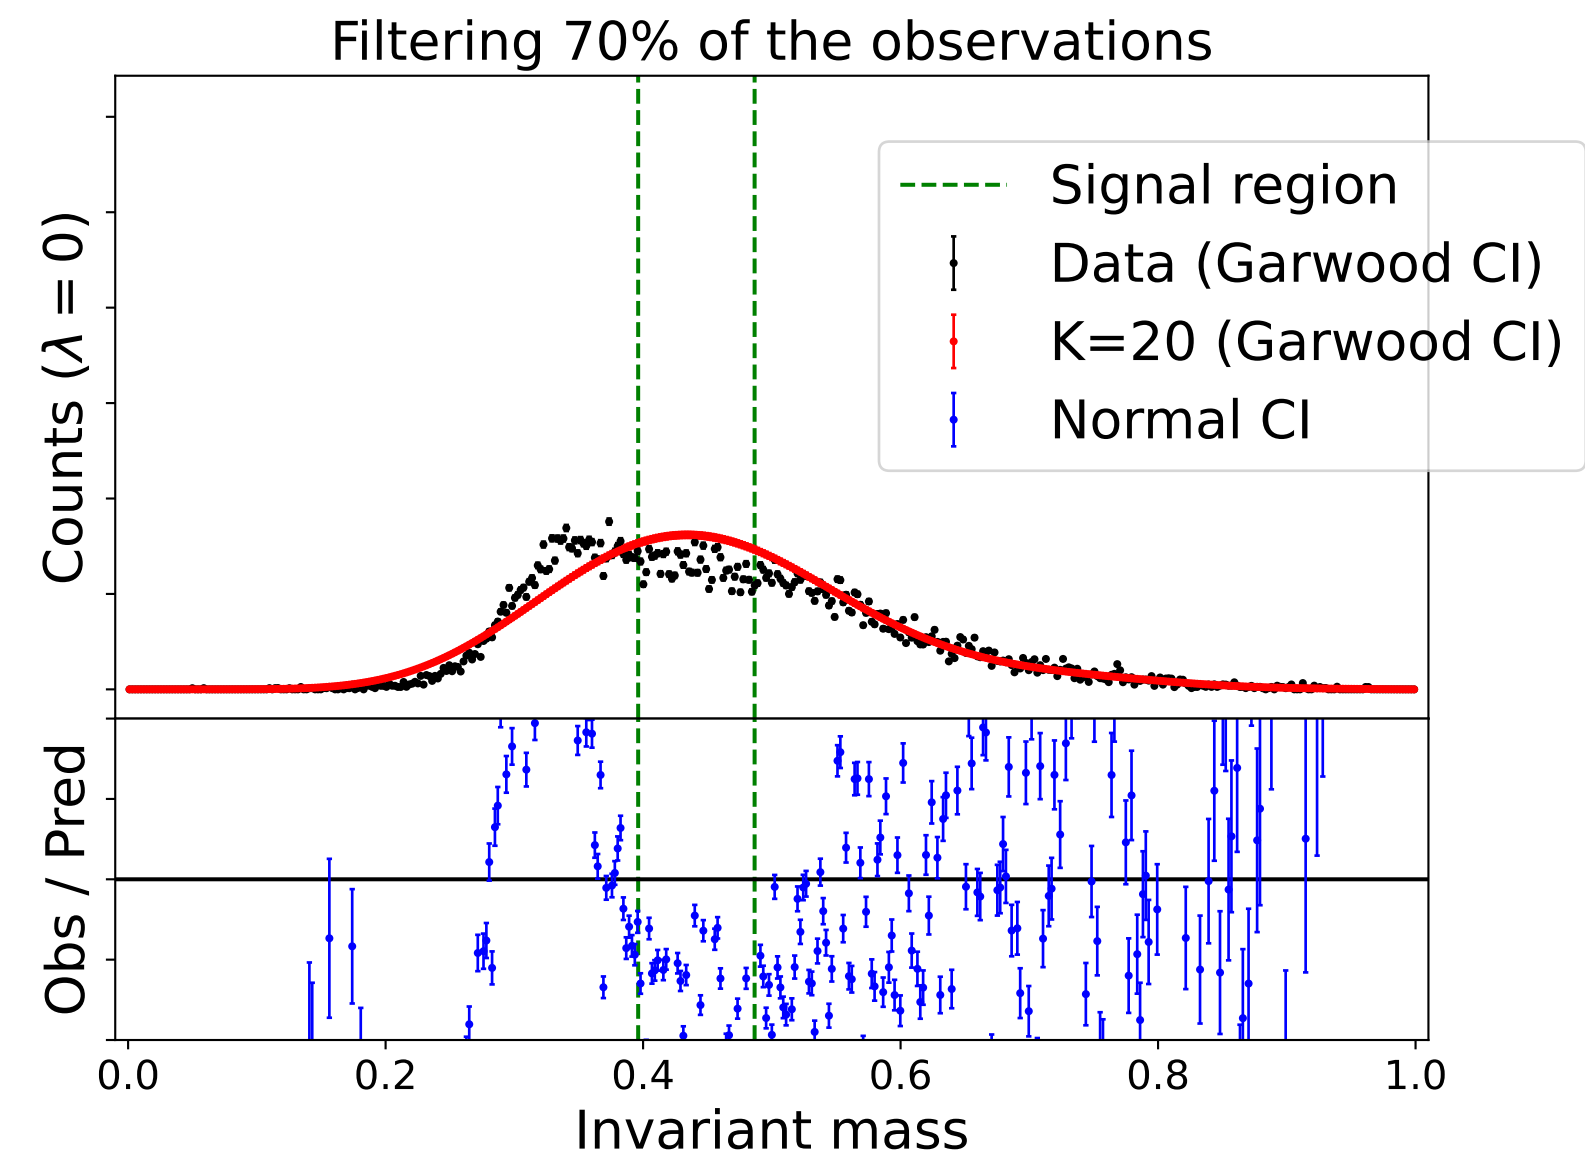 Filtering 70% of the observations
Counts (λ = 0)
Signal region
Data (Garwood CI)
K=20 (Garwood CI)
Normal CI
Obs / Pred
0.0 0.2 0.4 0.6 0.8 1.0
Invariant mass